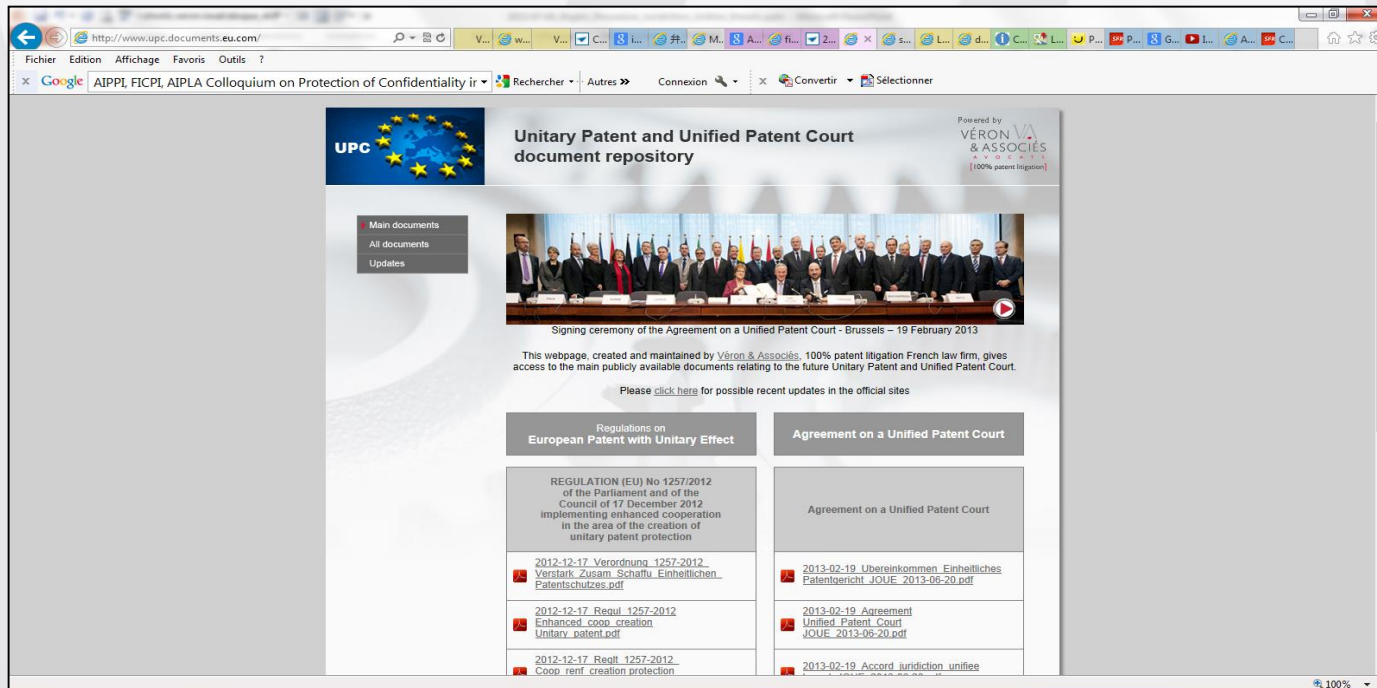 http://www.upc.documents.eu.com/
V... w... V... C... 8 i... M... A... fi... 2... s... L... d... C... L... P... P... G... I... A... C...
Fichier Edition Affichage Favoris Outils ?
x Google AIPPI, FICPI, AIPLA Colloquium on Protection of Confidentiality ir Rechercher Autres » Connexion x Convertir Sélectionner
UPC
Unitary Patent and Unified Patent Court
document repository
Powered by
VÉRON VA
& ASSOCIÉS
AVOCATS
[100% patent litigation]
Main documents
All documents
Updates
Signing ceremony of the Agreement on a Unified Patent Court - Brussels – 19 February 2013
This webpage, created and maintained by Véron & Associés, 100% patent litigation French law firm, gives
access to the main publicly available documents relating to the future Unitary Patent and Unified Patent Court.
Please click here for possible recent updates in the official sites
Regulations on
European Patent with Unitary Effect
Agreement on a Unified Patent Court
REGULATION (EU) No 1257/2012
of the Parliament and of the
Council of 17 December 2012
implementing enhanced cooperation
in the area of the creation of
unitary patent protection
Agreement on a Unified Patent Court
2012-12-17_Verordnung_1257-2012_
Verstark_Zusam_Schaffu_Einheitlichen_
Patentschutzes.pdf
2013-02-19_Ubereinkommen_Einheitliches
Patentgericht_JOUE_2013-06-20.pdf
2012-12-17_Regul_1257-2012
Enhanced_coop_creation
Unitary_patent.pdf
2013-02-19_Agreement
Unified_Patent_Court
JOUE_2013-06-20.pdf
2012-12-17_Reglt_1257-2012_
Coop_renf_creation_protection
2013-02-19_Accord_juridiction_unifiee
100%